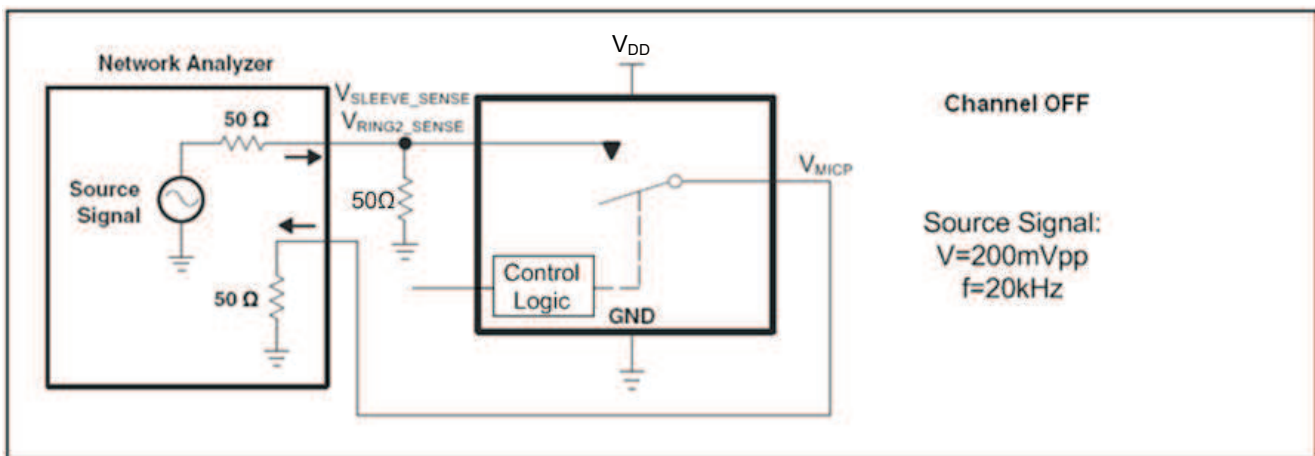 Network Analyzer
50 Ω
Source
Signal
50 Ω
VSLEEVE_SENSE
VRING2_SENSE
50Ω
VDD
Control
Logic
GND
VMICP
Channel OFF
Source Signal:
V=200mVpp
f=20kHz